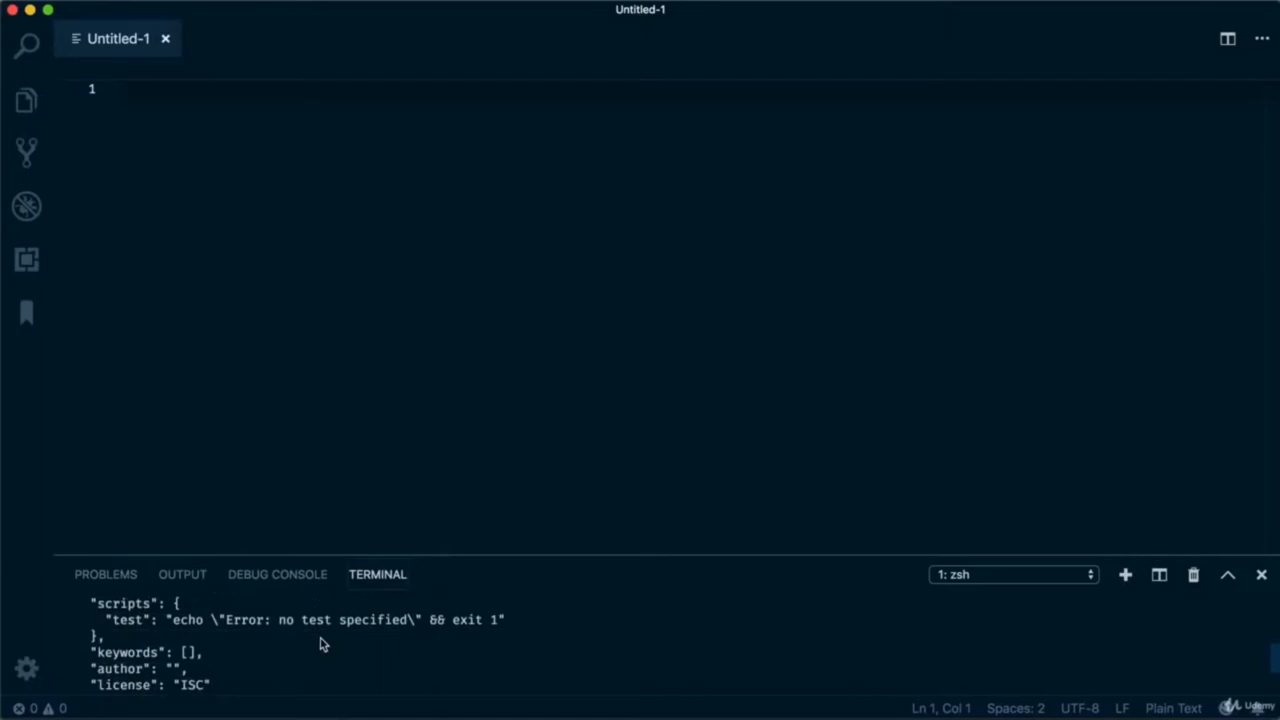 Untitled-1
Untitled-1
1
PROBLEMS OUTPUT DEBUG CONSOLE TERMINAL 1: zsh
"scripts": {
"test": "echo \"Error: no test specified\" && exit 1"
},
"keywords": [],
"author": "",
"license": "ISC"
0 0 Ln 1, Col 1 Spaces: 2 UTF-8 LF Plain Text Udemy